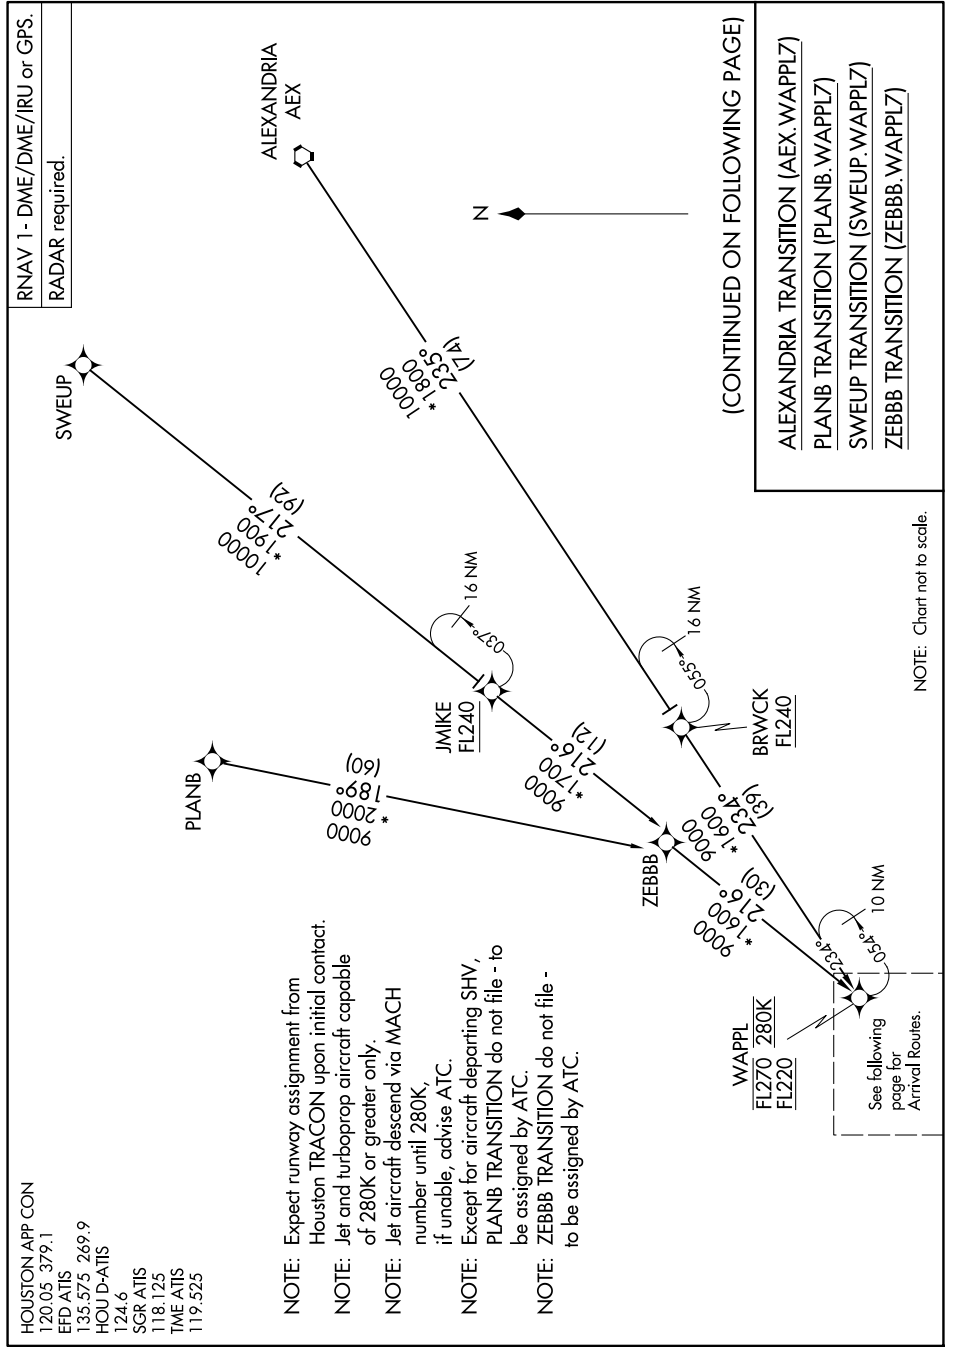 HOUSTON APP CON
120.05 379.1
EFD ATIS
135.575 269.9
HOU D-ATIS
124.6
SGR ATIS
118.125
TME ATIS
119.525
RNAV 1- DME/DME/IRU or GPS.
RADAR required.
NOTE: Expect runway assignment from
Houston TRACON upon initial contact.
NOTE: Jet and turboprop aircraft capable
of 280K or greater only.
NOTE: Jet aircraft descend via MACH
number until 280K,
if unable, advise ATC.
NOTE: Except for aircraft departing SHV,
PLANB TRANSITION do not file - to
be assigned by ATC.
NOTE: ZEBBB TRANSITION do not file -
to be assigned by ATC.
SWEUP
10000
*1900
217°
(92)
ALEXANDRIA
AEX
10000
*1800
235°
(74)
N
PLANB
9000
*2000
189°
(60)
JMIKE
FL240
037°
16 NM
9000
*1700
216°
(12)
ZEBBB
9000
*1600
216°
(30)
BRWCK
FL240
055°
16 NM
9000
*1600
234°
(39)
WAPPL
FL270 280K
FL220
234°
054°
10 NM
See following
page for
Arrival Routes.
NOTE: Chart not to scale.
(CONTINUED ON FOLLOWING PAGE)
ALEXANDRIA TRANSITION (AEX.WAPPL7)
PLANB TRANSITION (PLANB.WAPPL7)
SWEUP TRANSITION (SWEUP.WAPPL7)
ZEBBB TRANSITION (ZEBBB.WAPPL7)